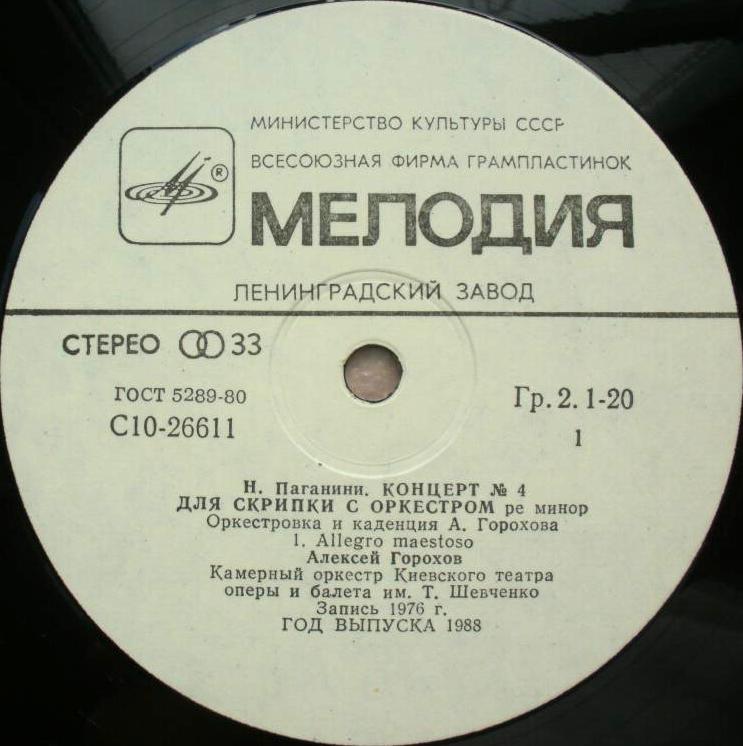 МИНИСТЕРСТВО КУЛЬТУРЫ СССР
ВСЕСОЮЗНАЯ ФИРМА ГРАМПЛАСТИНОК
®
МЕЛОДИЯ
ЛЕНИНГРАДСКИЙ ЗАВОД
СТЕРЕО 33
ГОСТ 5289-80
Гр.2. 1-20
С10-26611
1
Н. Паганини. КОНЦЕРТ № 4
ДЛЯ СКРИПКИ С ОРКЕСТРОМ ре минор
Оркестровка и каденция А. Горохова
1. Allegro maestoso
Алексей Горохов
Камерный оркестр Киевского театра
оперы и балета им. Т. Шевченко
Запись 1976 г.
ГОД ВЫПУСКА 1988